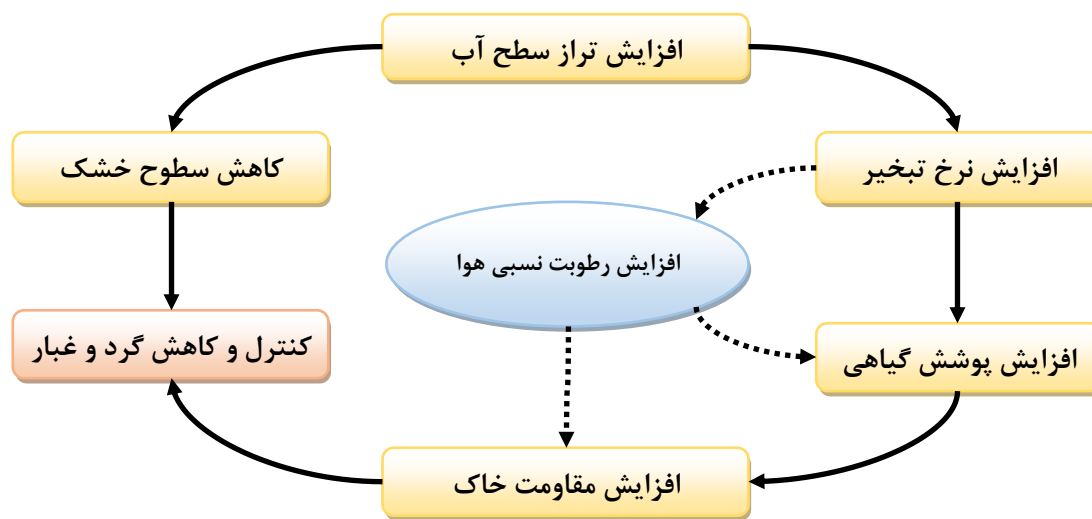 افزایش تراز سطح آب
افزایش نرخ تبخیر
کاهش سطوح خشک
افزایش رطوبت نسبی هوا
افزایش پوشش گیاهی
کنترل و کاهش گرد و غبار
افزایش مقاومت خاک